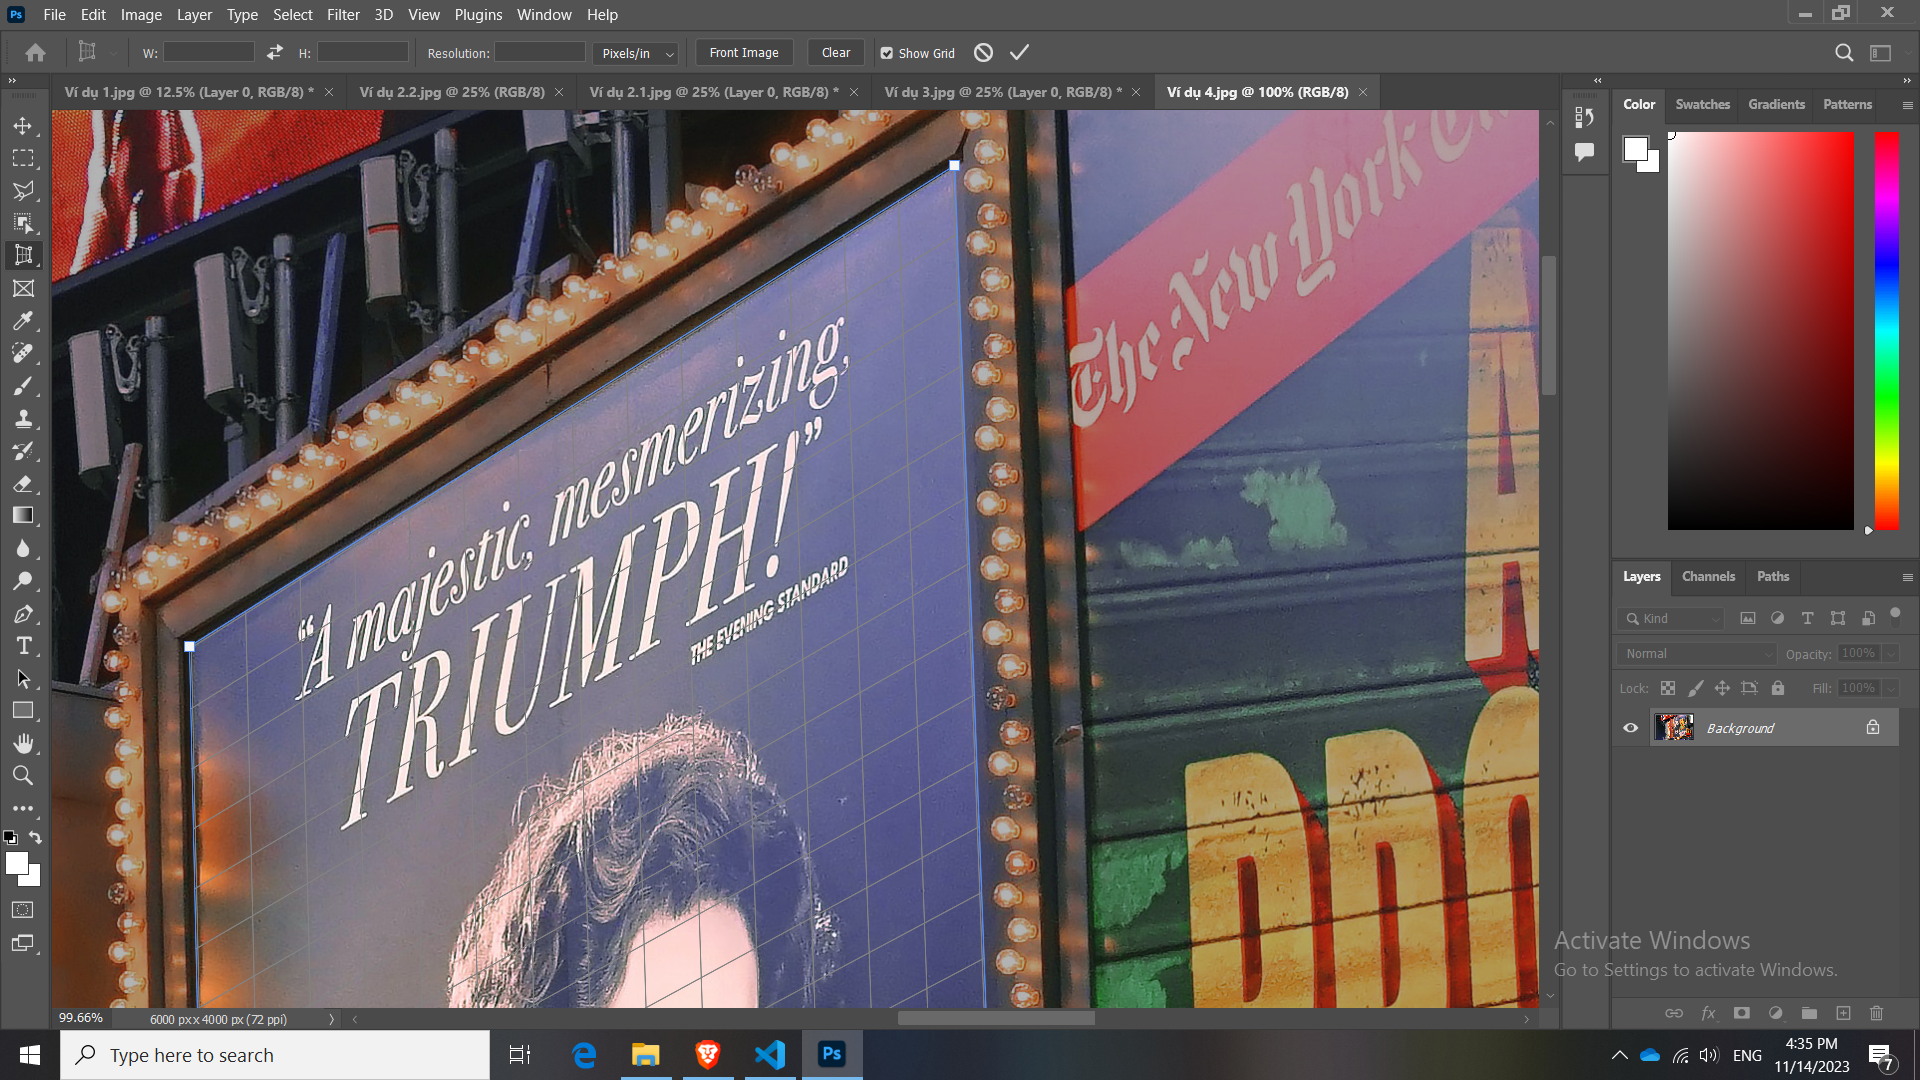 Ps File Edit Image Layer Type Select Filter 3D View Plugins Window Help
W: H: Resolution: Pixels/in Front Image Clear Show Grid
Ví dụ 1.jpg @ 12.5% (Layer 0, RGB/8) * Ví dụ 2.2.jpg @ 25% (RGB/8) Ví dụ 2.1.jpg @ 25% (Layer 0, RGB/8) * Ví dụ 3.jpg @ 25% (Layer 0, RGB/8) * Ví dụ 4.jpg @ 100% (RGB/8)
Color Swatches Gradients Patterns
The New York
“A majestic, mesmerizing,
TRIUMPH!”
THE EVENING STANDARD
Layers Channels Paths
Kind
Normal Opacity: 100%
Lock: Fill: 100%
Background
Activate Windows
Go to Settings to activate Windows.
99.66% 6000 px x 4000 px (72 ppi)
Type here to search
Ps
ENG
4:35 PM
11/14/2023
7